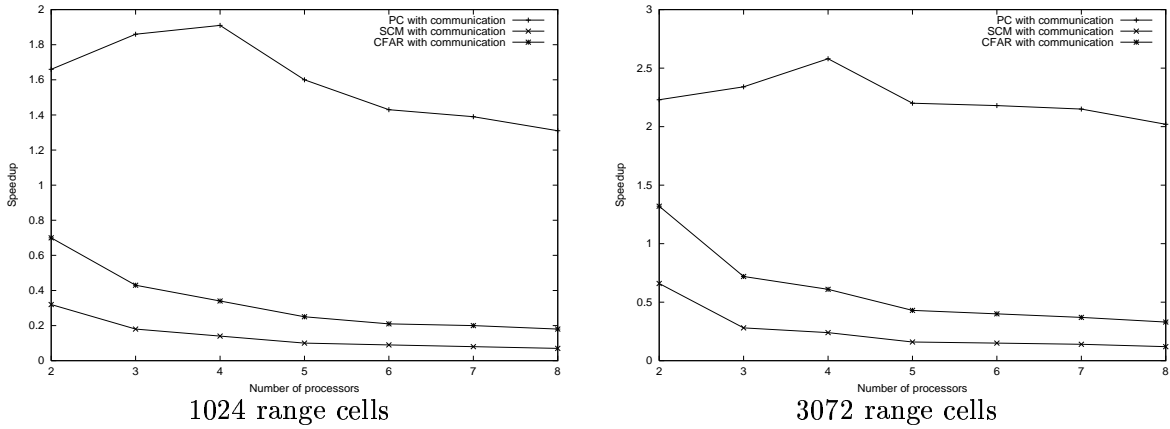 2
1.8
1.6
1.4
1.2
1
0.8
0.6
0.4
0.2
0
Speedup
PC with communication
SCM with communication
CFAR with communication
2 3 4 5 6 7 8
Number of processors
1024 range cells
3
2.5
2
1.5
1
0.5
0
Speedup
PC with communication
SCM with communication
CFAR with communication
2 3 4 5 6 7 8
Number of processors
3072 range cells